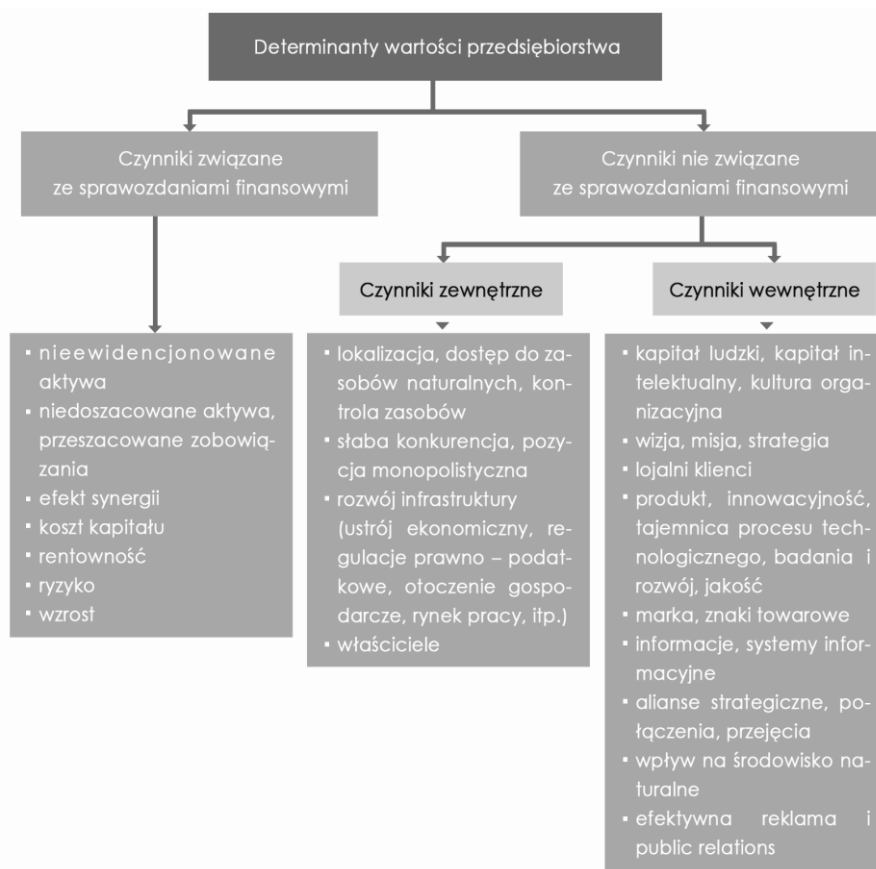 Determinanty wartości przedsiębiorstwa
Czynniki związane
ze sprawozdaniami finansowymi
Czynniki nie związane
ze sprawozdaniami finansowymi
Czynniki zewnętrzne
Czynniki wewnętrzne
▪ nieewidencjonowane
aktywa
▪ niedoszacowane aktywa,
przeszacowane zobowią-
zania
▪ efekt synergii
▪ koszt kapitału
▪ rentowność
▪ ryzyko
▪ wzrost
▪ lokalizacja, dostęp do za-
sobów naturalnych, kon-
trola zasobów
▪ słaba konkurencja, pozy-
cja monopolistyczna
▪ rozwój infrastruktury
(ustrój ekonomiczny, re-
gulacje prawno – podat-
kowe, otoczenie gospo-
darcze, rynek pracy, itp.)
▪ właściciele
▪ kapitał ludzki, kapitał in-
telektualny, kultura orga-
nizacyjna
▪ wizja, misja, strategia
▪ lojalni klienci
▪ produkt, innowacyjność,
tajemnica procesu tech-
nologicznego, badania i
rozwój, jakość
▪ marka, znaki towarowe
▪ informacje, systemy infor-
macyjne
▪ alianse strategiczne, po-
łączenia, przejęcia
▪ wpływ na środowisko na-
turalne
▪ efektywna reklama i
public relations